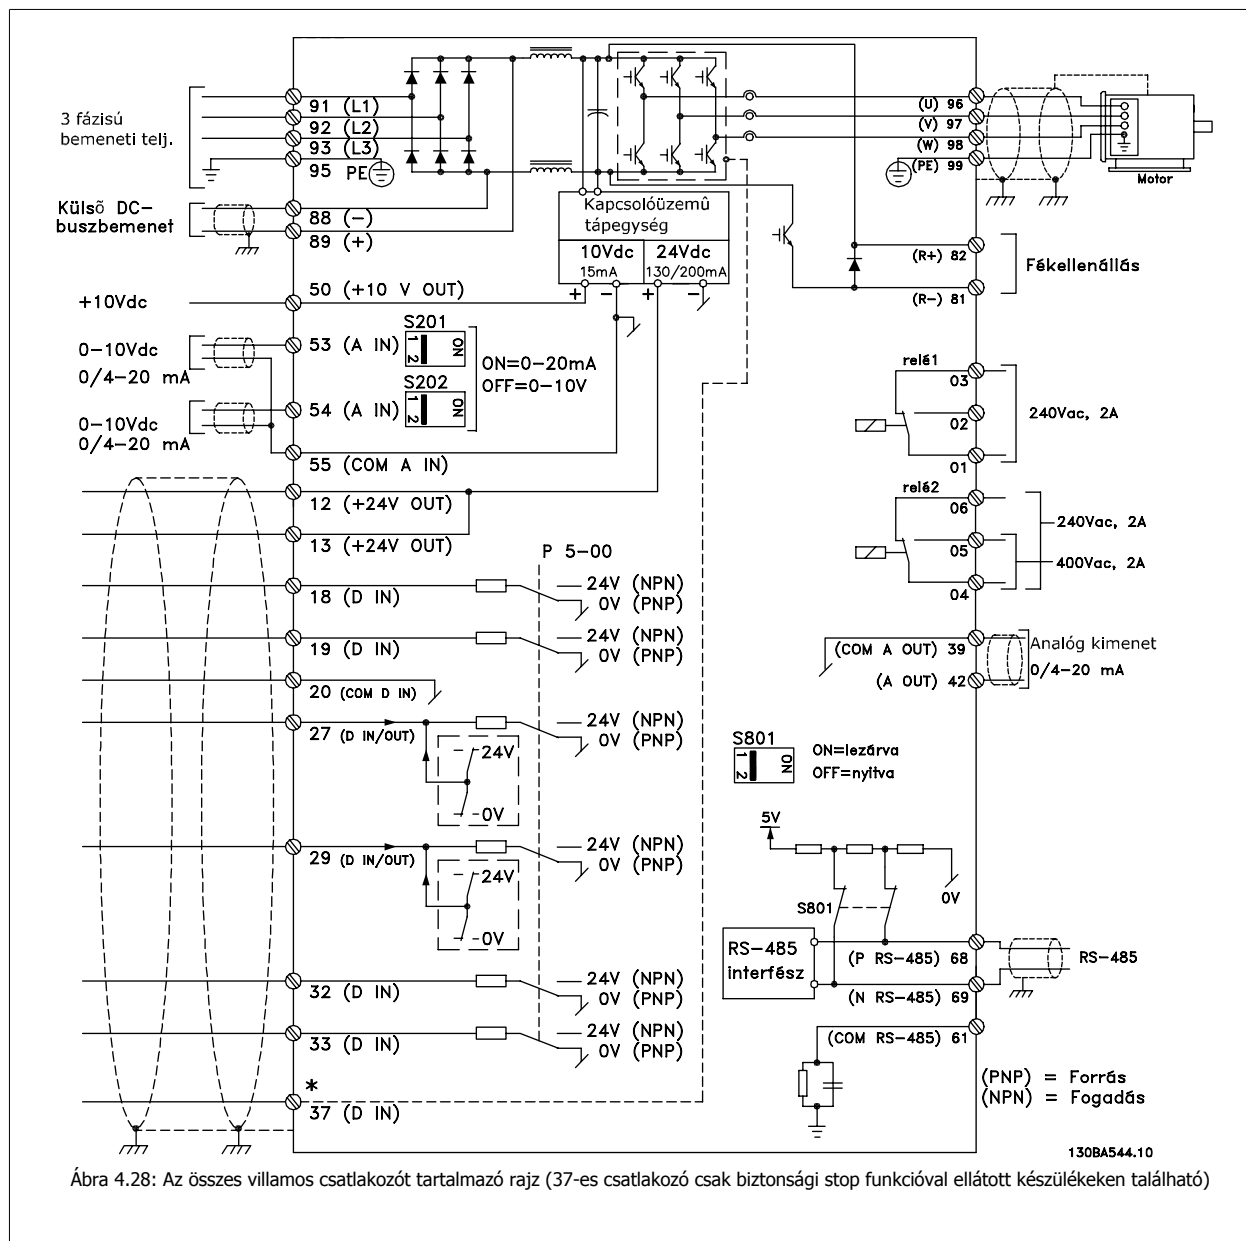 3 fázisú
bemeneti telj.
91 (L1)
92 (L2)
93 (L3)
95 PE
Külső DC-
buszbemenet
88 (−)
89 (+)
Kapcsolóüzemû
tápegység
10Vdc
15mA
24Vdc
130/200mA
+ − + −
(U) 96
(V) 97
(W) 98
(PE) 99
Motor
(R+) 82
Fékellenállás
(R−) 81
+10Vdc
50 (+10 V OUT)
S201
0−10Vdc
0/4−20 mA
53 (A IN)
1 2
ON
ON=0−20mA
OFF=0−10V
S202
0−10Vdc
0/4−20 mA
54 (A IN)
1 2
ON
55 (COM A IN)
12 (+24V OUT)
13 (+24V OUT)
relé1
03
02
240Vac, 2A
01
relé2
06
240Vac, 2A
05
400Vac, 2A
04
P 5-00
18 (D IN)
24V (NPN)
0V (PNP)
19 (D IN)
24V (NPN)
0V (PNP)
20 (COM D IN)
27 (D IN/OUT)
24V (NPN)
0V (PNP)
24V
0V
29 (D IN/OUT)
24V (NPN)
0V (PNP)
24V
0V
32 (D IN)
24V (NPN)
0V (PNP)
33 (D IN)
24V (NPN)
0V (PNP)
*
37 (D IN)
(COM A OUT) 39
Analóg kimenet
0/4−20 mA
(A OUT) 42
S801
1 2
ON
ON=lezárva
OFF=nyitva
5V
0V
S801
RS−485
interfész
(P RS−485) 68
RS−485
(N RS−485) 69
(COM RS−485) 61
(PNP) = Forrás
(NPN) = Fogadás
130BA544.10
Ábra 4.28: Az összes villamos csatlakozót tartalmazó rajz (37-es csatlakozó csak biztonsági stop funkcióval ellátott készülékeken található)